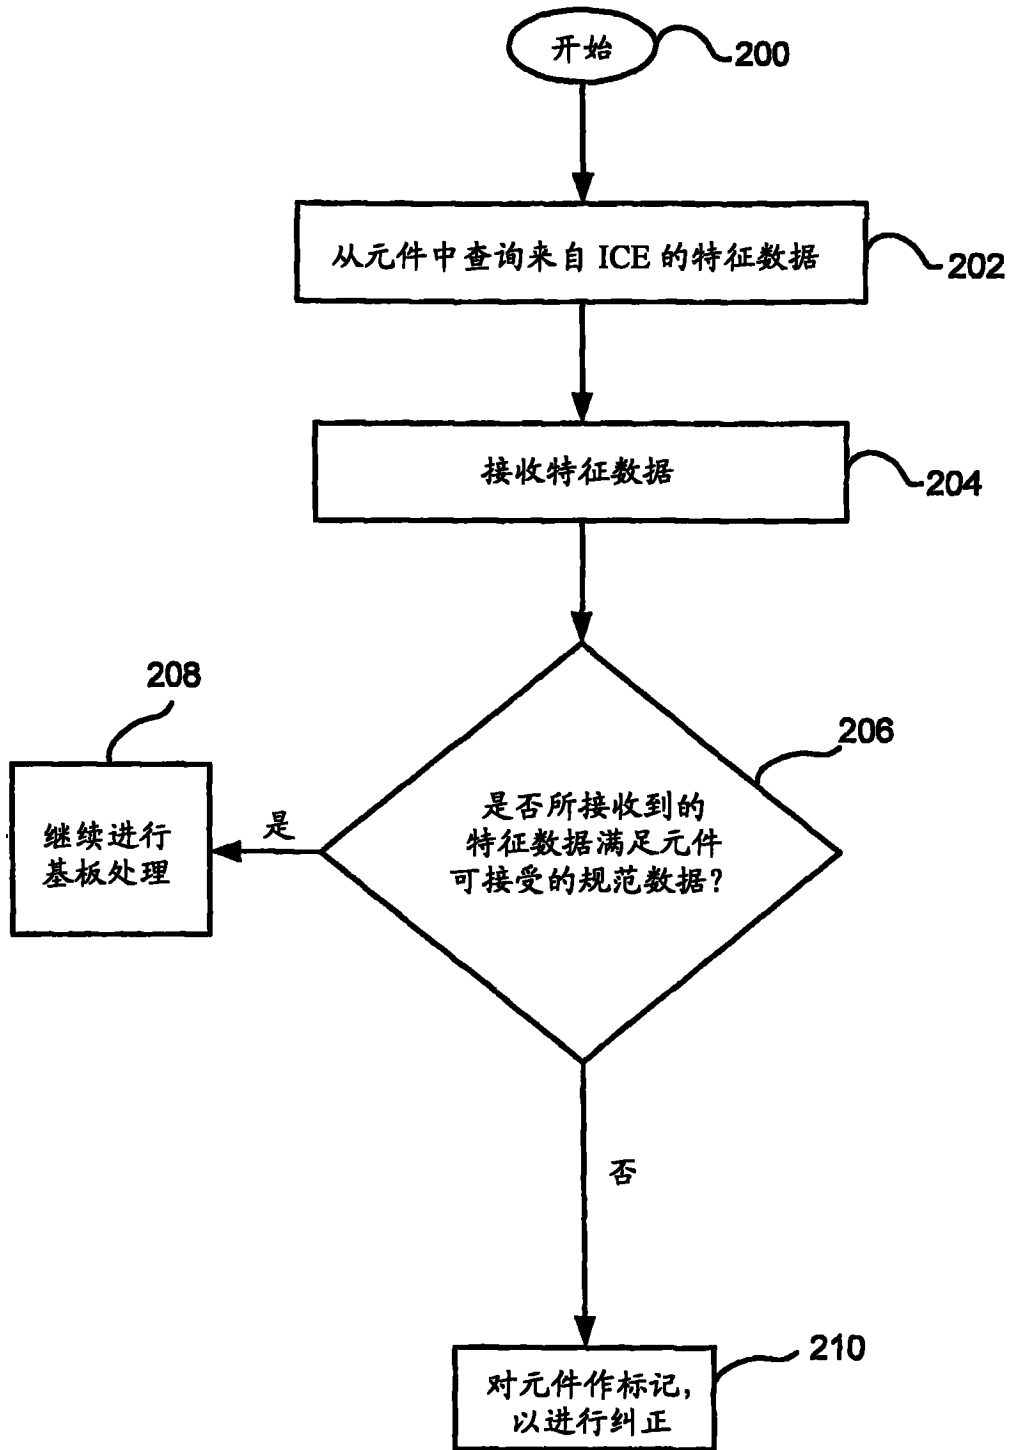 开始
200
从元件中查询来自 ICE 的特征数据
202
接收特征数据
204
208
206
是否所接收到的
特征数据满足元件
可接受的规范数据?
是
继续进行
基板处理
否
210
对元件作标记,
以进行纠正